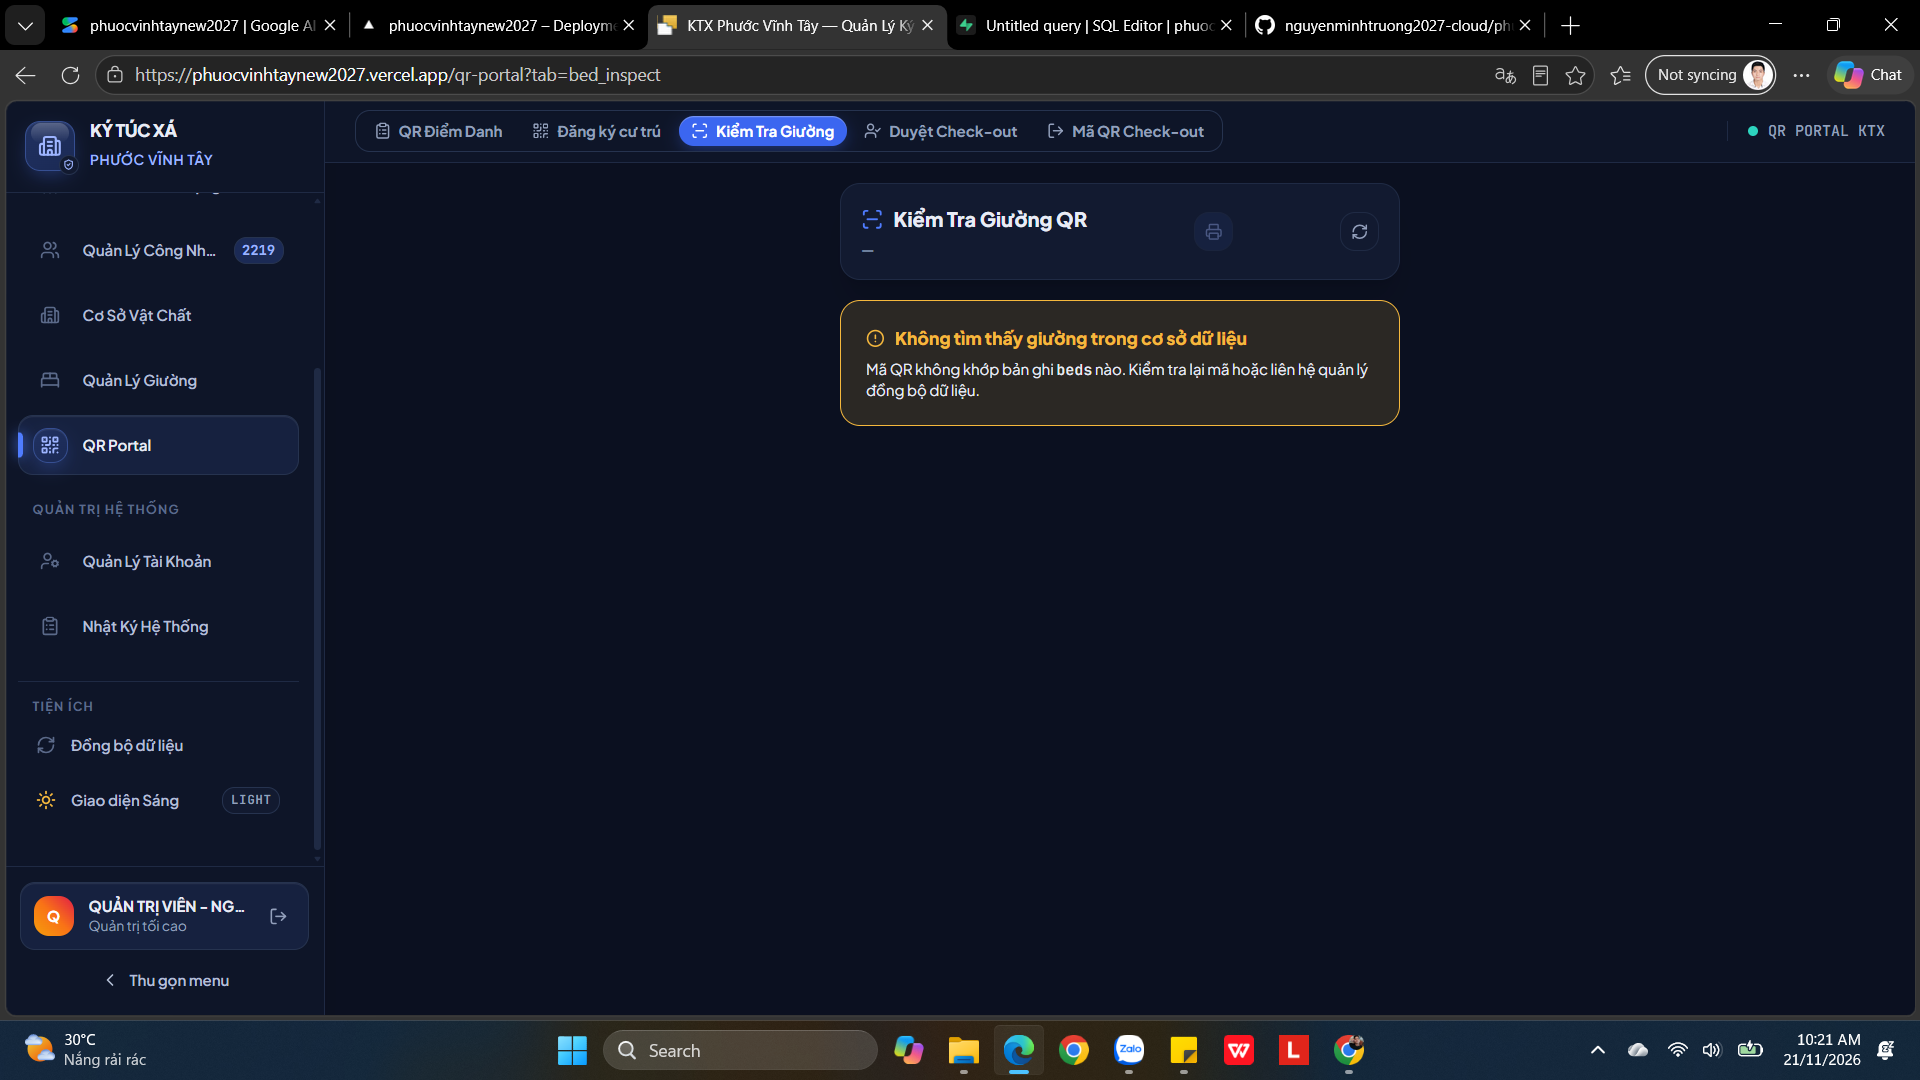 phuocvinhtaynew2027 | Google AI
phuocvinhtaynew2027 – Deployme
KTX Phước Vĩnh Tây — Quản Lý Ký
Untitled query | SQL Editor | phuoc
nguyenminhtruong2027-cloud/ph
https://phuocvinhtaynew2027.vercel.app/qr-portal?tab=bed_inspect
Not syncing
Chat
KÝ TÚC XÁ
PHƯỚC VĨNH TÂY
QR Điểm Danh
Đăng ký cư trú
Kiểm Tra Giường
Duyệt Check-out
Mã QR Check-out
QR PORTAL KTX
Quản Lý Công Nh...
2219
Cơ Sở Vật Chất
Quản Lý Giường
QR Portal
QUẢN TRỊ HỆ THỐNG
Quản Lý Tài Khoản
Nhật Ký Hệ Thống
TIỆN ÍCH
Đồng bộ dữ liệu
Giao diện Sáng
LIGHT
Q
QUẢN TRỊ VIÊN - NG...
Quản trị tối cao
Thu gọn menu
Kiểm Tra Giường QR
—
Không tìm thấy giường trong cơ sở dữ liệu
Mã QR không khớp bản ghi beds nào. Kiểm tra lại mã hoặc liên hệ quản lý
đồng bộ dữ liệu.
30°C
Nắng rải rác
Search
Zalo
W
L
10:21 AM
21/11/2026